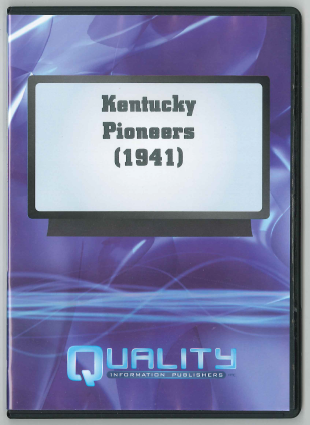 Kentucky
Pioneers
(1941)
QUALITY
INFORMATION PUBLISHERS